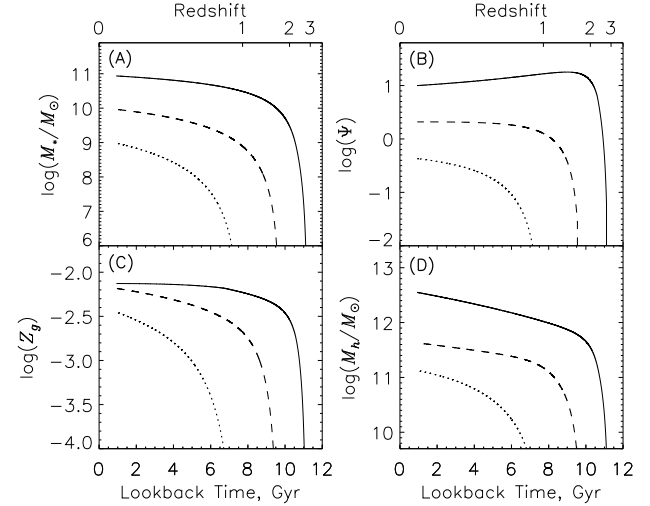 Redshift Redshift
0 1 2 3 0 1 2 3
(A) (B)
log(M*/M⊙) 11 10 9 8 7 6
log(Ψ) 1 0 −1 −2
(C) (D)
log(Zg) −2.0 −2.5 −3.0 −3.5 −4.0
log(Mh/M⊙) 13 12 11 10
0 2 4 6 8 10 12 0 2 4 6 8 10 12
Lookback Time, Gyr Lookback Time, Gyr